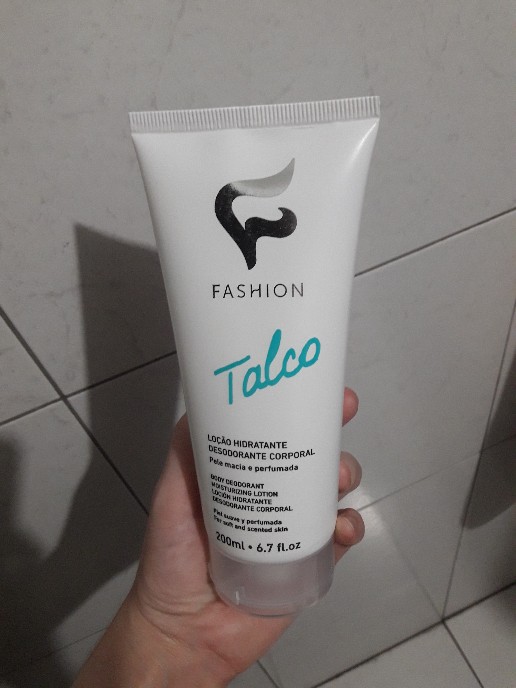 FASHION
Talco
LOÇÃO HIDRATANTE
DESODORANTE CORPORAL
Pele macia e perfumada
BODY DEODORANT
MOISTURIZING LOTION
LOCIÓN HIDRATANTE
DESODORANTE CORPORAL
Piel suave y perfumada
For soft and scented skin
200ml • 6.7 fl.oz